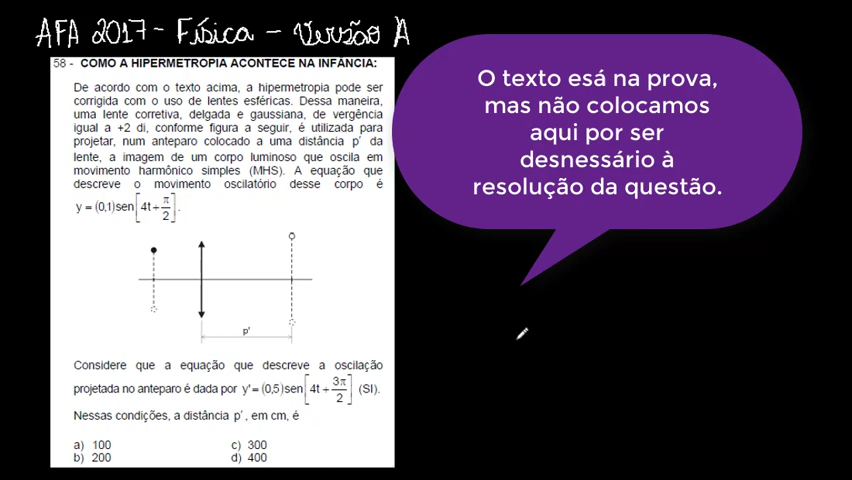 AFA 2017 - Física - Versão A
58 - COMO A HIPERMETROPIA ACONTECE NA INFÂNCIA:
De acordo com o texto acima, a hipermetropia pode ser
corrigida com o uso de lentes esféricas. Dessa maneira,
uma lente corretiva, delgada e gaussiana, de vergência
igual a +2 di, conforme figura a seguir, é utilizada para
projetar, num anteparo colocado a uma distância p' da
lente, a imagem de um corpo luminoso que oscila em
movimento harmônico simples (MHS). A equação que
descreve o movimento oscilatório desse corpo é
y = (0,1)sen[4t + π/2].
p'
Considere que a equação que descreve a oscilação
projetada no anteparo é dada por y' = (0,5)sen[4t + 3π/2] (SI).
Nessas condições, a distância p', em cm, é
a) 100 c) 300
b) 200 d) 400
O texto esá na prova,
mas não colocamos
aqui por ser
desnessário à
resolução da questão.